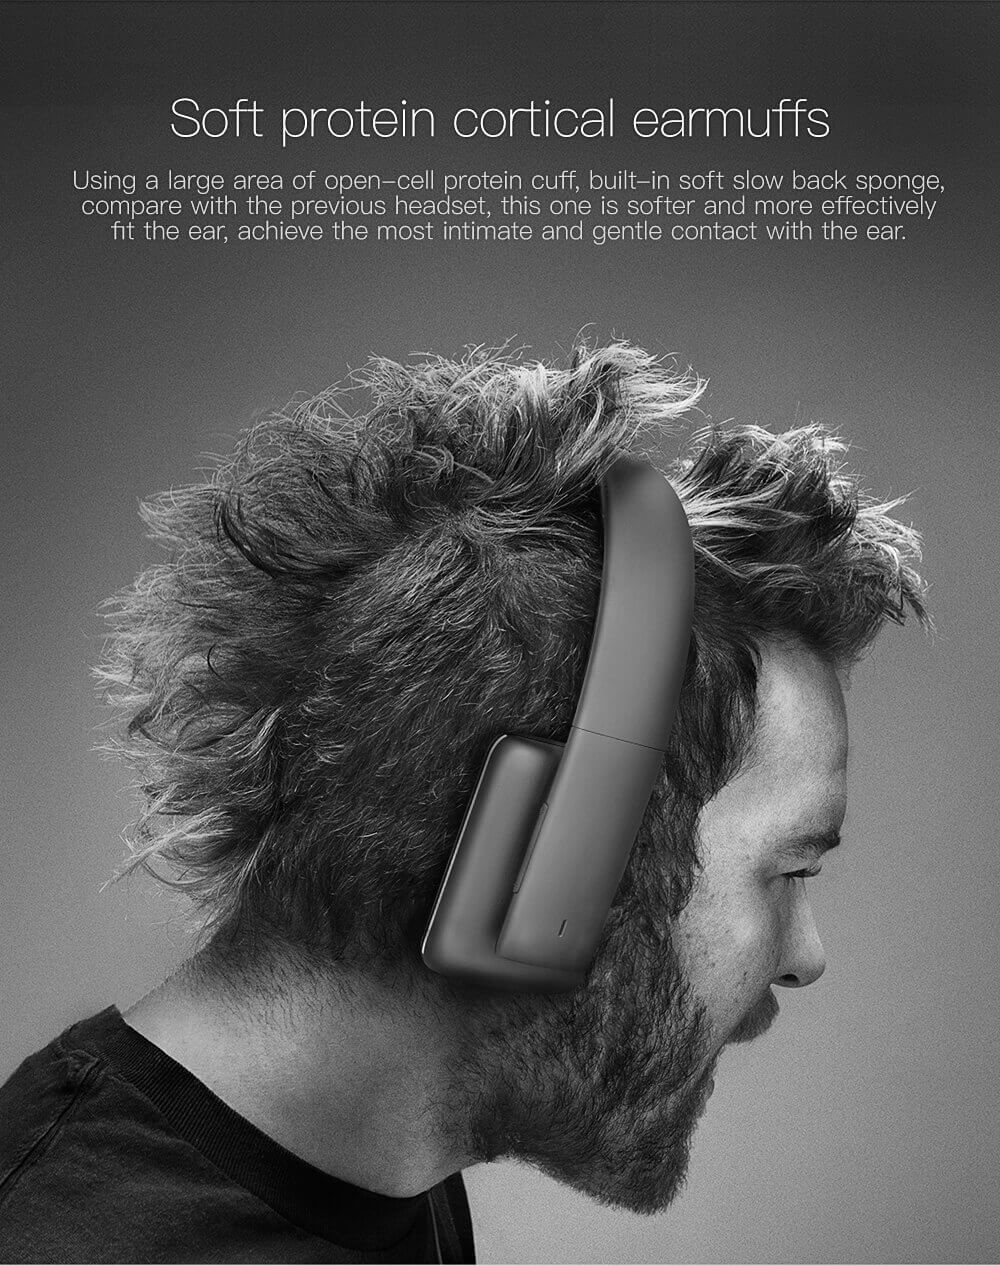 Soft protein cortical earmuffs
Using a large area of open-cell protein cuff, built-in soft slow back sponge,
compare with the previous headset, this one is softer and more effectively
fit the ear, achieve the most intimate and gentle contact with the ear.